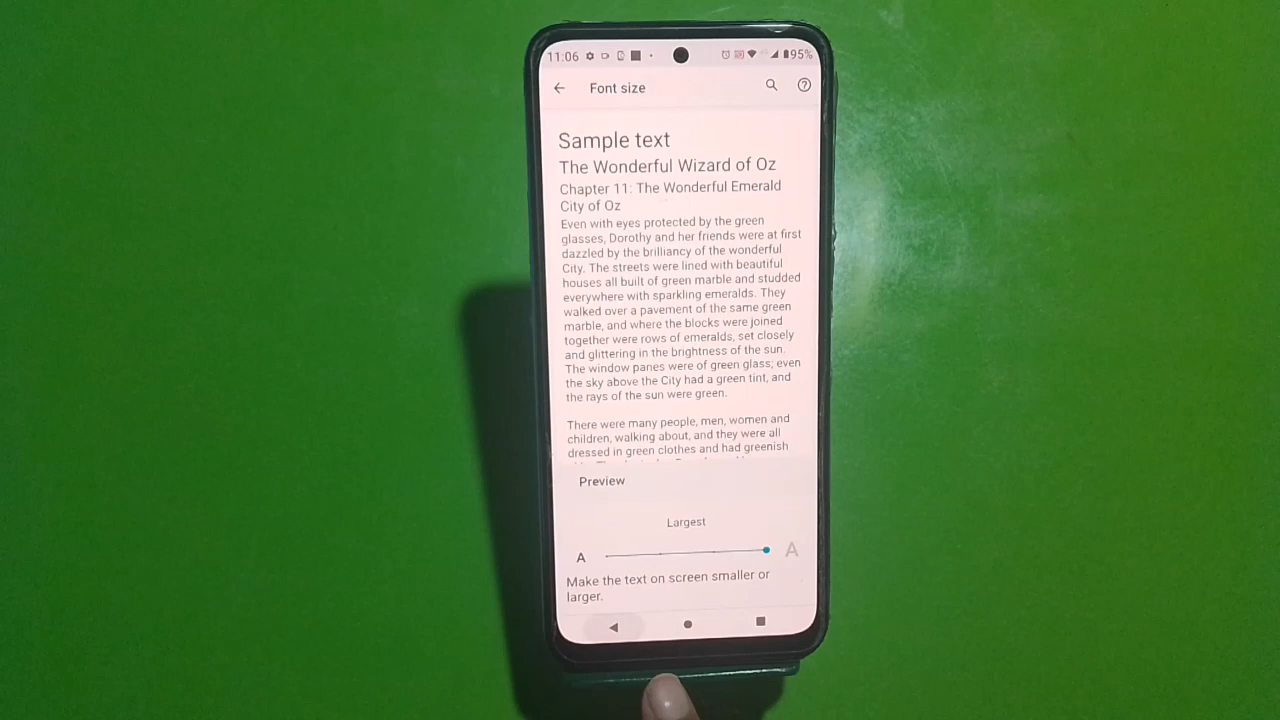 11:06 95%
Font size
Sample text
The Wonderful Wizard of Oz
Chapter 11: The Wonderful Emerald
City of Oz
Even with eyes protected by the green
glasses, Dorothy and her friends were at first
dazzled by the brilliancy of the wonderful
City. The streets were lined with beautiful
houses all built of green marble and studded
everywhere with sparkling emeralds. They
walked over a pavement of the same green
marble, and where the blocks were joined
together were rows of emeralds, set closely
and glittering in the brightness of the sun.
The window panes were of green glass; even
the sky above the City had a green tint, and
the rays of the sun were green.
There were many people, men, women and
children, walking about, and they were all
dressed in green clothes and had greenish
Preview
Largest
A A
Make the text on screen smaller or
larger.